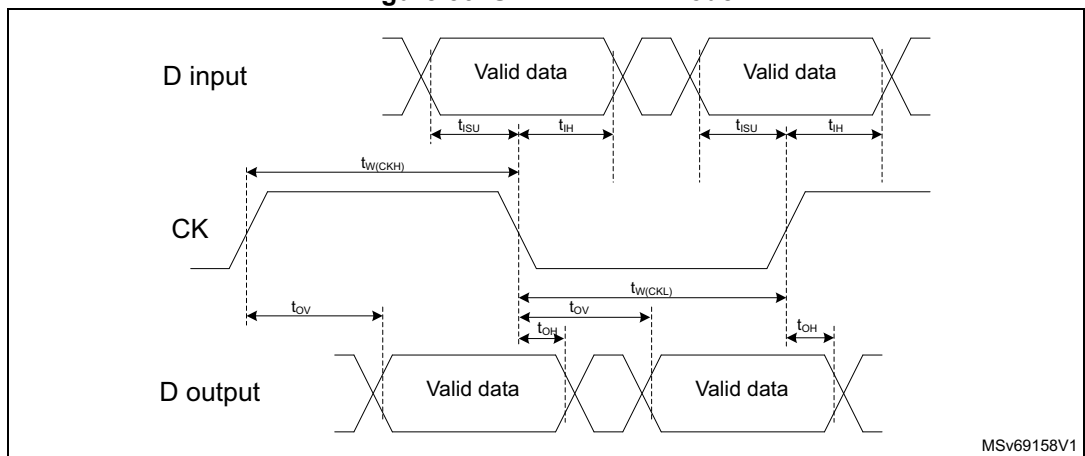 D input
Valid data
Valid data
tISU
tIH
tISU
tIH
tW(CKH)
CK
tW(CKL)
tOV
tOV
tOH
tOH
D output
Valid data
Valid data
MSv69158V1